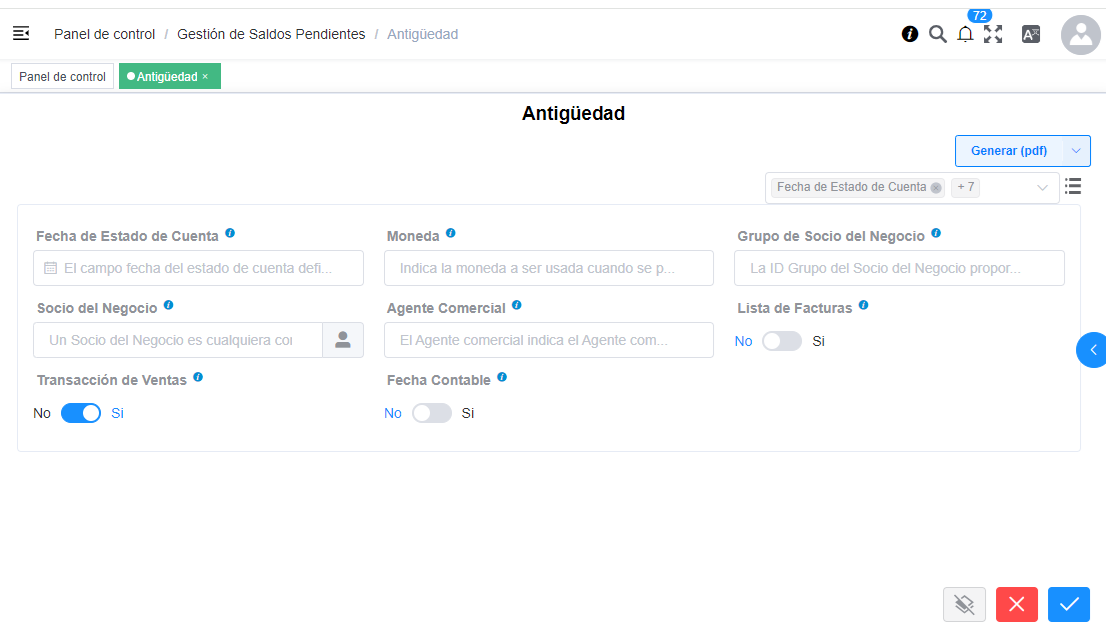 Panel de control / Gestión de Saldos Pendientes / Antigüedad
72
Panel de control
Antigüedad ×
Antigüedad
Generar (pdf)
Fecha de Estado de Cuenta
+ 7
Fecha de Estado de Cuenta
Moneda
Grupo de Socio del Negocio
El campo fecha del estado de cuenta defi...
Indica la moneda a ser usada cuando se p...
La ID Grupo del Socio del Negocio propor...
Socio del Negocio
Agente Comercial
Lista de Facturas
Un Socio del Negocio es cualquiera
El Agente comercial indica el Agente com...
No Si
Transacción de Ventas
Fecha Contable
No Si
No Si